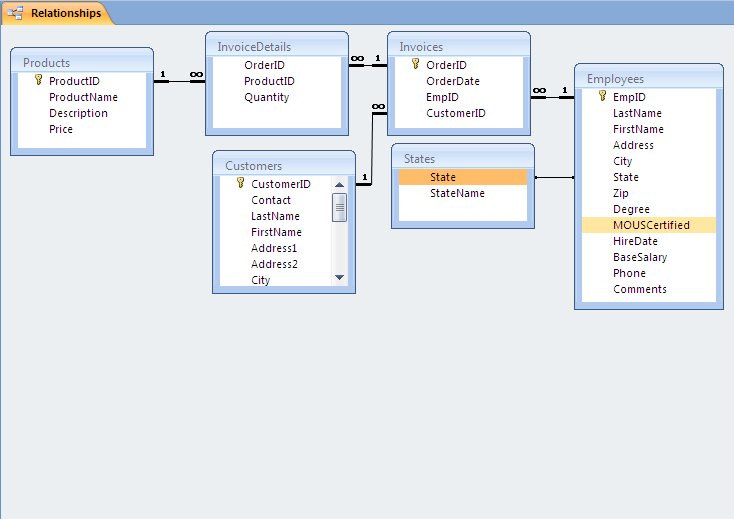 Relationships
Products
ProductID
ProductName
Description
Price
1
∞
InvoiceDetails
OrderID
ProductID
Quantity
∞
1
Invoices
OrderID
OrderDate
EmpID
CustomerID
∞
1
∞
1
Customers
CustomerID
Contact
LastName
FirstName
Address1
Address2
City
States
State
StateName
Employees
EmpID
LastName
FirstName
Address
City
State
Zip
Degree
MOUSCertified
HireDate
BaseSalary
Phone
Comments